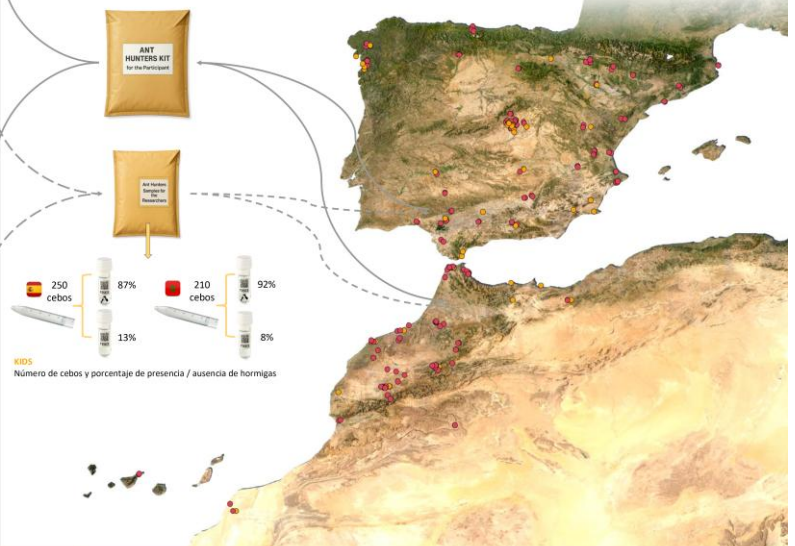 ANT
HUNTERS KIT
for the Participant
Ant Hunters
Samples for
the
Researchers
250
cebos
87%
13%
210
cebos
92%
8%
KIDS
Número de cebos y porcentaje de presencia / ausencia de hormigas